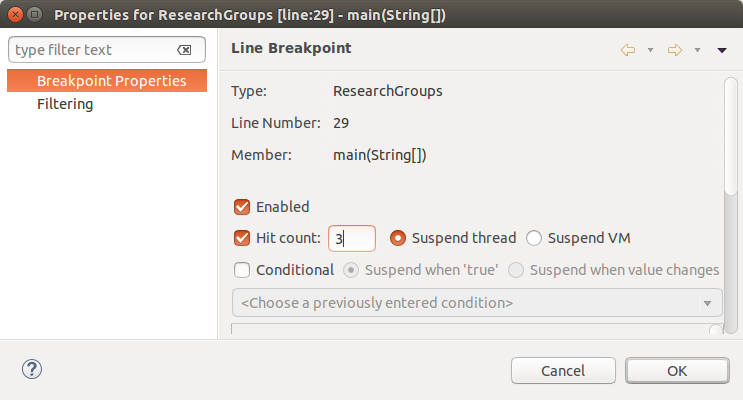 Properties for ResearchGroups [line:29] - main(String[])
type filter text
Breakpoint Properties
Filtering
Line Breakpoint
Type: ResearchGroups
Line Number: 29
Member: main(String[])
Enabled
Hit count: 3 Suspend thread Suspend VM
Conditional Suspend when 'true' Suspend when value changes
<Choose a previously entered condition>
? Cancel OK